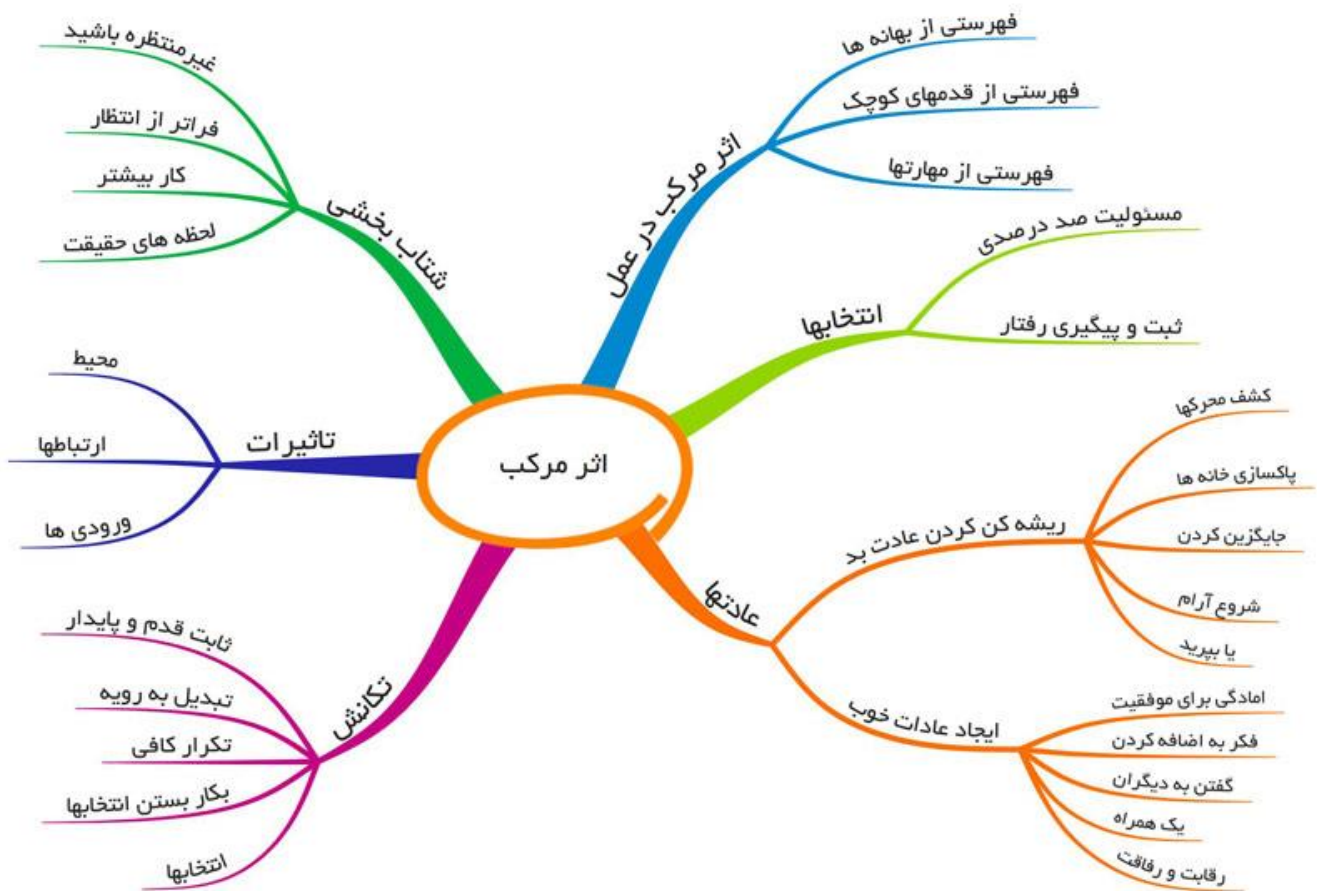 اثر مرکب
اثر مرکب در عمل
فهرستی از بهانه ها
فهرستی از قدمهای کوچک
فهرستی از مهارتها
انتخابها
مسئولیت صد در صدی
ثبت و پیگیری رفتار
عادتها
ریشه کن کردن عادت بد
کشف محرکها
پاکسازی خانه ها
جایگزین کردن
شروع آرام
یا بپرید
ایجاد عادات خوب
امادگی برای موفقیت
فکر به اضافه کردن
گفتن به دیگران
یک همراه
رقابت و رفاقت
تکانش
ثابت قدم و پایدار
تبدیل به رویه
تکرار کافی
بکار بستن انتخابها
انتخابها
تاثیرات
محیط
ارتباطها
ورودی ها
شتاب بخشی
غیرمنتظره باشید
فراتر از انتظار
کار بیشتر
لحظه های حقیقت